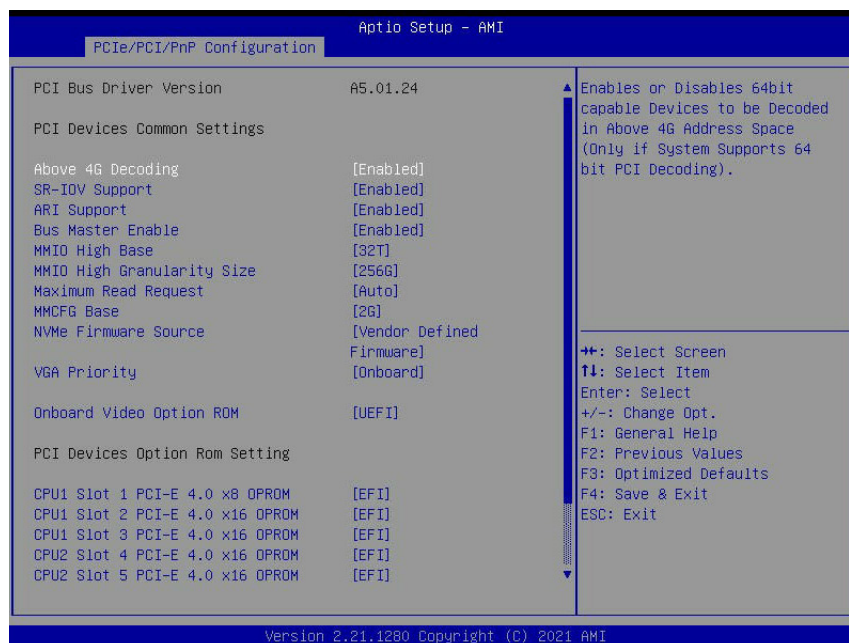 Aptio Setup – AMI
PCIe/PCI/PnP Configuration
PCI Bus Driver Version A5.01.24
PCI Devices Common Settings
Above 4G Decoding [Enabled]
SR-IOV Support [Enabled]
ARI Support [Enabled]
Bus Master Enable [Enabled]
MMIO High Base [32T]
MMIO High Granularity Size [256G]
Maximum Read Request [Auto]
MMCFG Base [2G]
NVMe Firmware Source [Vendor Defined
Firmware]
VGA Priority [Onboard]
Onboard Video Option ROM [UEFI]
PCI Devices Option Rom Setting
CPU1 Slot 1 PCI-E 4.0 x8 OPROM [EFI]
CPU1 Slot 2 PCI-E 4.0 x16 OPROM [EFI]
CPU1 Slot 3 PCI-E 4.0 x16 OPROM [EFI]
CPU2 Slot 4 PCI-E 4.0 x16 OPROM [EFI]
CPU2 Slot 5 PCI-E 4.0 x16 OPROM [EFI]
Enables or Disables 64bit
capable Devices to be Decoded
in Above 4G Address Space
(Only if System Supports 64
bit PCI Decoding).
→←: Select Screen
↑↓: Select Item
Enter: Select
+/-: Change Opt.
F1: General Help
F2: Previous Values
F3: Optimized Defaults
F4: Save & Exit
ESC: Exit
Version 2.21.1280 Copyright (C) 2021 AMI